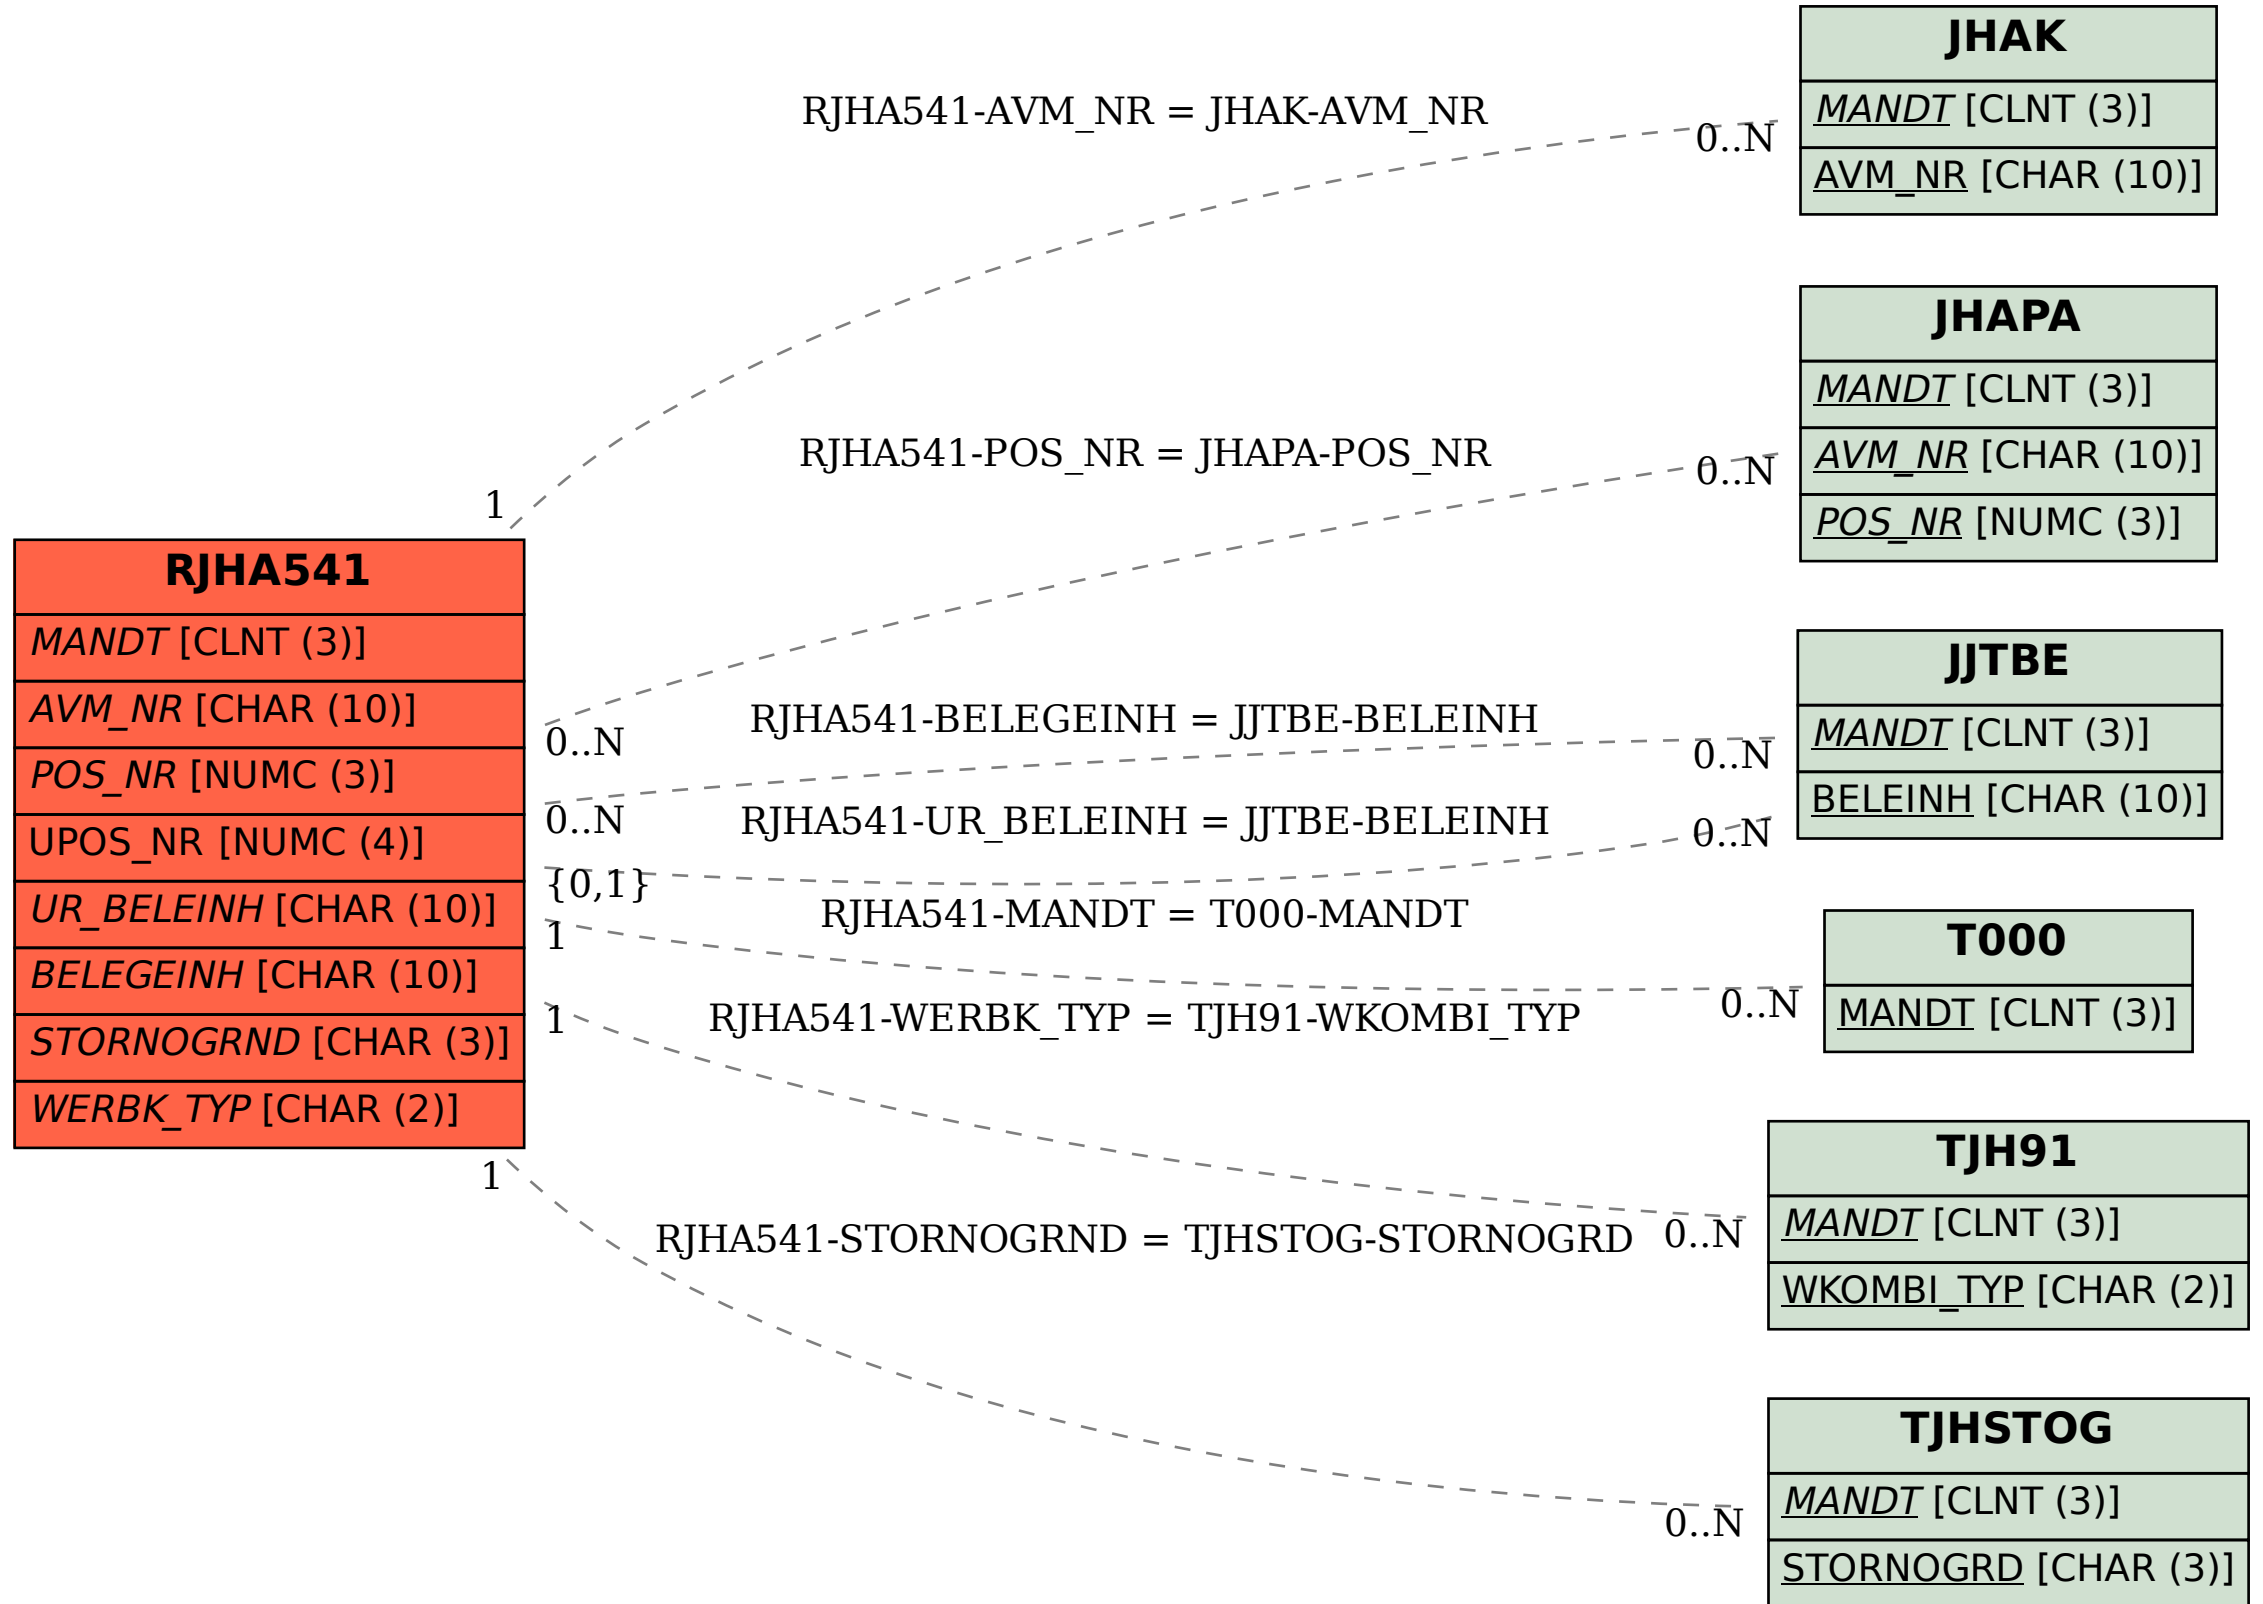 JHAK
MANDT [CLNT (3)]
AVM_NR [CHAR (10)]
RJHA541-AVM_NR = JHAK-AVM_NR
0..N
1
JHAPA
MANDT [CLNT (3)]
AVM_NR [CHAR (10)]
POS_NR [NUMC (3)]
RJHA541-POS_NR = JHAPA-POS_NR
0..N
0..N
RJHA541
MANDT [CLNT (3)]
AVM_NR [CHAR (10)]
POS_NR [NUMC (3)]
UPOS_NR [NUMC (4)]
UR_BELEINH [CHAR (10)]
BELEGEINH [CHAR (10)]
STORNOGRND [CHAR (3)]
WERBK_TYP [CHAR (2)]
JJTBE
MANDT [CLNT (3)]
BELEINH [CHAR (10)]
RJHA541-BELEGEINH = JJTBE-BELEINH
0..N
0..N
RJHA541-UR_BELEINH = JJTBE-BELEINH
0..N
{0,1}
RJHA541-MANDT = T000-MANDT
1
0..N
T000
MANDT [CLNT (3)]
RJHA541-WERBK_TYP = TJH91-WKOMBI_TYP
1
0..N
TJH91
MANDT [CLNT (3)]
WKOMBI_TYP [CHAR (2)]
RJHA541-STORNOGRND = TJHSTOG-STORNOGRD
1
0..N
TJHSTOG
MANDT [CLNT (3)]
STORNOGRD [CHAR (3)]